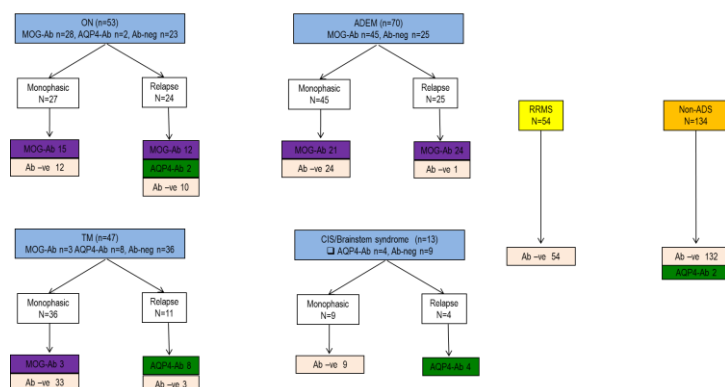 ON (n=53)
MOG-Ab n=28, AQP4-Ab n=2, Ab-neg n=23
Monophasic
N=27
Relapse
N=24
MOG-Ab 15
Ab –ve 12
MOG-Ab 12
AQP4-Ab 2
Ab –ve 10
ADEM (n=70)
MOG-Ab n=45, Ab-neg n=25
Monophasic
N=45
Relapse
N=25
MOG-Ab 21
Ab –ve 24
MOG-Ab 24
Ab –ve 1
RRMS
N=54
Ab –ve 54
Non-ADS
N=134
Ab –ve 132
AQP4-Ab 2
TM (n=47)
MOG-Ab n=3 AQP4-Ab n=8, Ab-neg n=36
Monophasic
N=36
Relapse
N=11
MOG-Ab 3
Ab –ve 33
AQP4-Ab 8
Ab –ve 3
CIS/Brainstem syndrome (n=13)
❑ AQP4-Ab n=4, Ab-neg n=9
Monophasic
N=9
Relapse
N=4
Ab –ve 9
AQP4-Ab 4